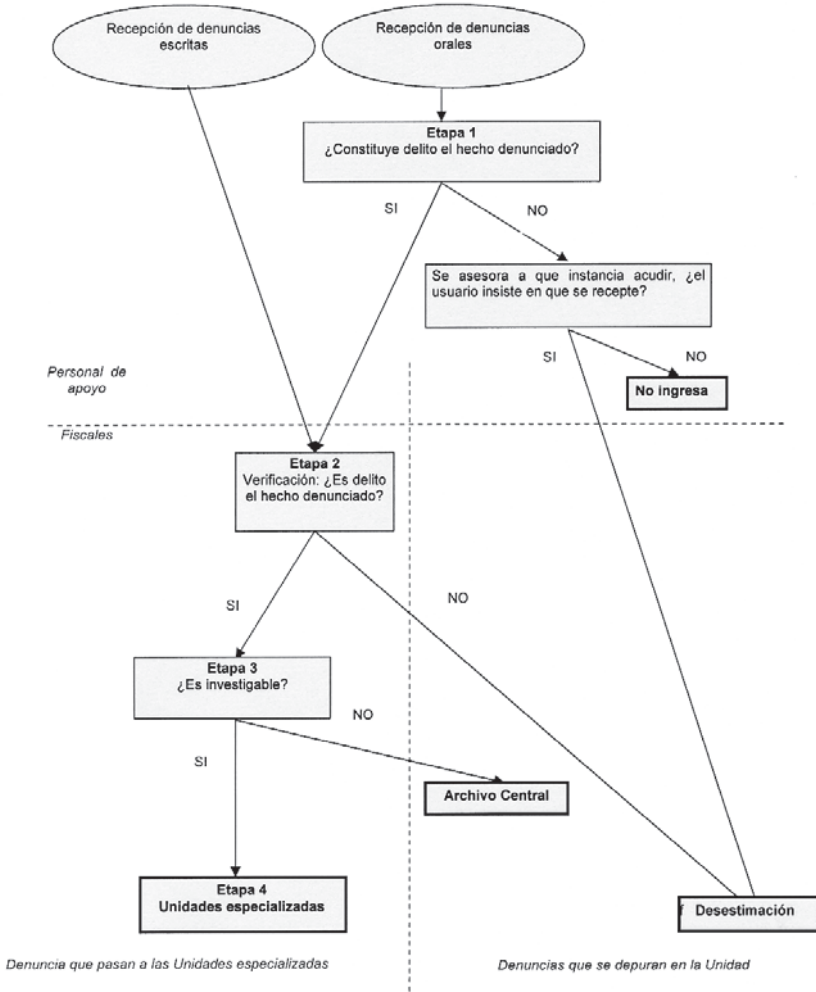 Recepción de denuncias
escritas
Recepción de denuncias
orales
Etapa 1
¿Constituye delito el hecho denunciado?
SI
NO
Se asesora a que instancia acudir, ¿el
usuario insiste en que se recepte?
SI
NO
No ingresa
Personal de
apoyo
Fiscales
Etapa 2
Verificación: ¿Es delito
el hecho denunciado?
SI
NO
Etapa 3
¿Es investigable?
NO
SI
Archivo Central
Etapa 4
Unidades especializadas
f Desestimación
Denuncia que pasan a las Unidades especializadas
Denuncias que se depuran en la Unidad